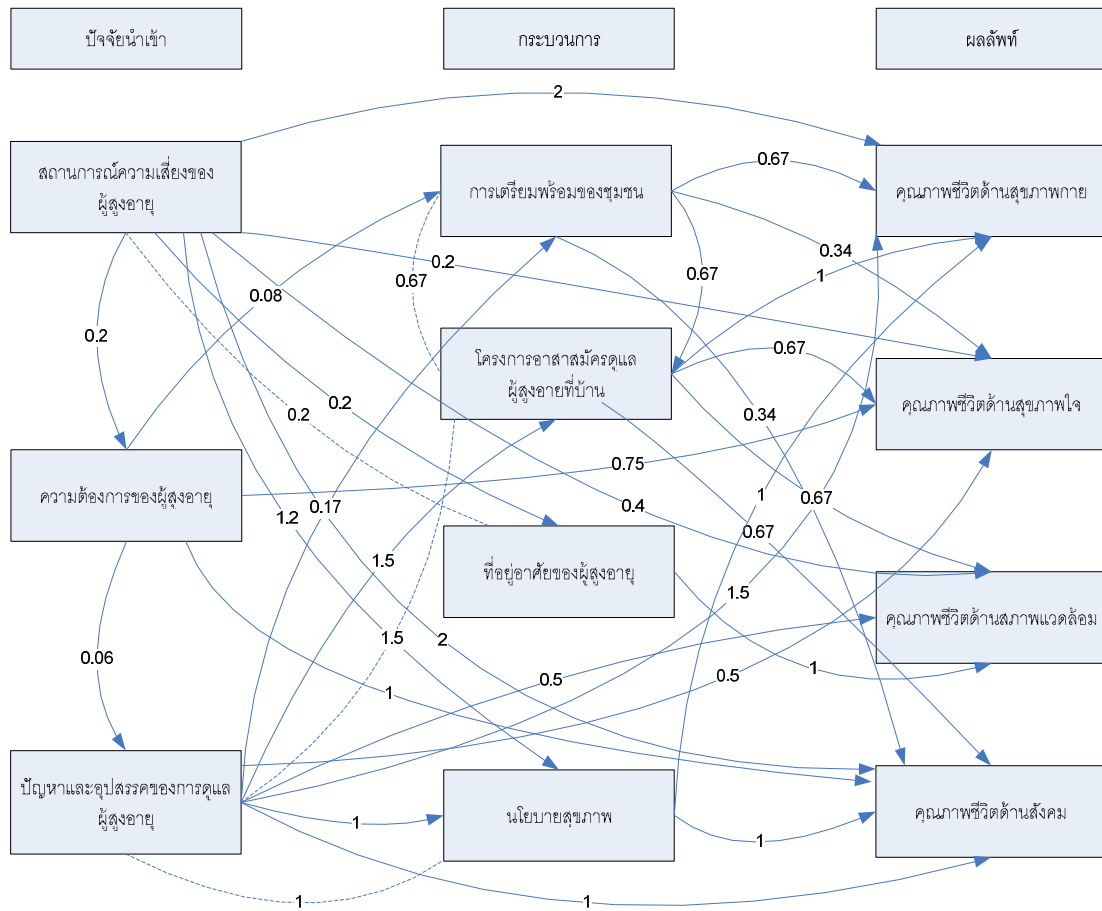 ปัจจัยนำเข้า
กระบวนการ
ผลลัพท์
2
สถานการณ์ความเสี่ยงของ
ผู้สูงอายุ
การเตรียมพร้อมของชุมชน
0.67
คุณภาพชีวิตด้านสุขภาพกาย
0.2
0.34
0.67
0.67
1
0.08
0.2
โครงการอาสาสมัครดูแล
ผู้สูงอายที่บ้าน
0.67
0.2
0.2
0.34
คุณภาพชีวิตด้านสุขภาพใจ
0.75
ความต้องการของผู้สูงอายุ
1
0.67
0.17
0.4
1.2
0.67
1.5
ที่อยู่อาศัยของผู้สูงอายุ
1.5
คุณภาพชีวิตด้านสภาพแวดล้อม
1.5
2
0.06
0.5
0.5
1
1
ปัญหาและอุปสรรคของการดูแล
ผู้สูงอายุ
นโยบายสุขภาพ
คุณภาพชีวิตด้านสังคม
1
1
1
1